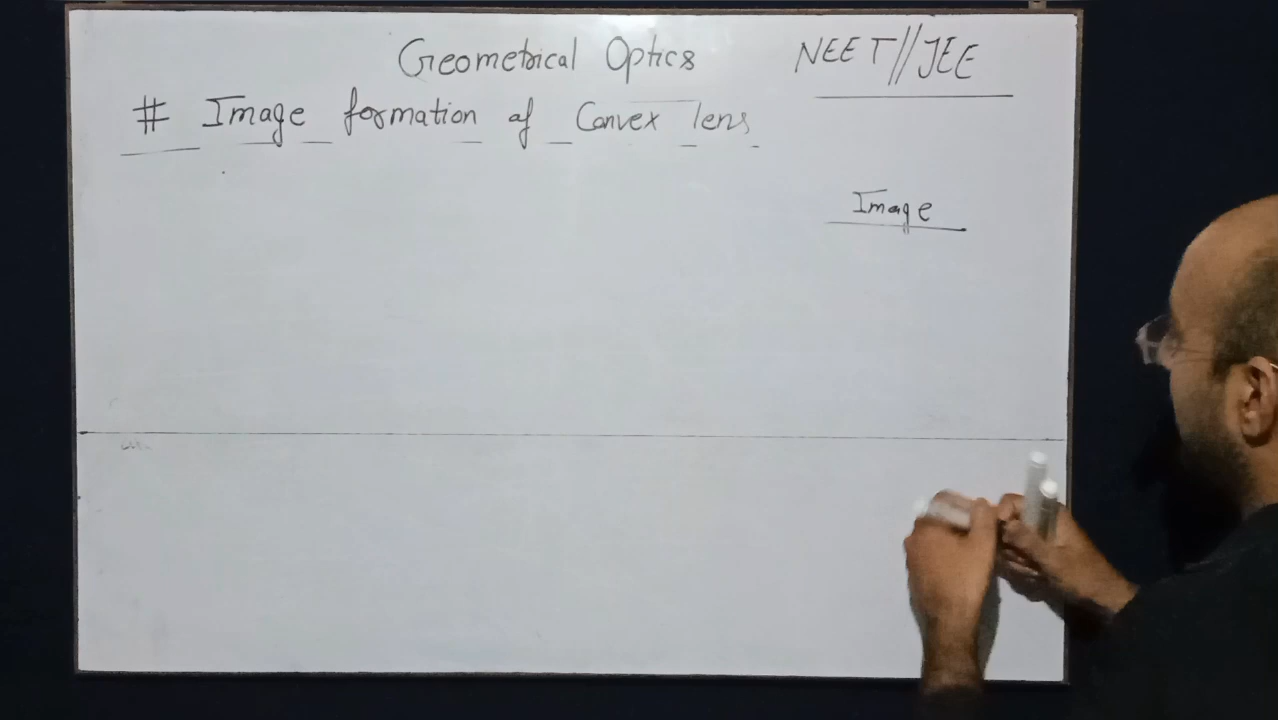 Geometrical Optics NEET//JEE
# Image formation of Convex lens
Image